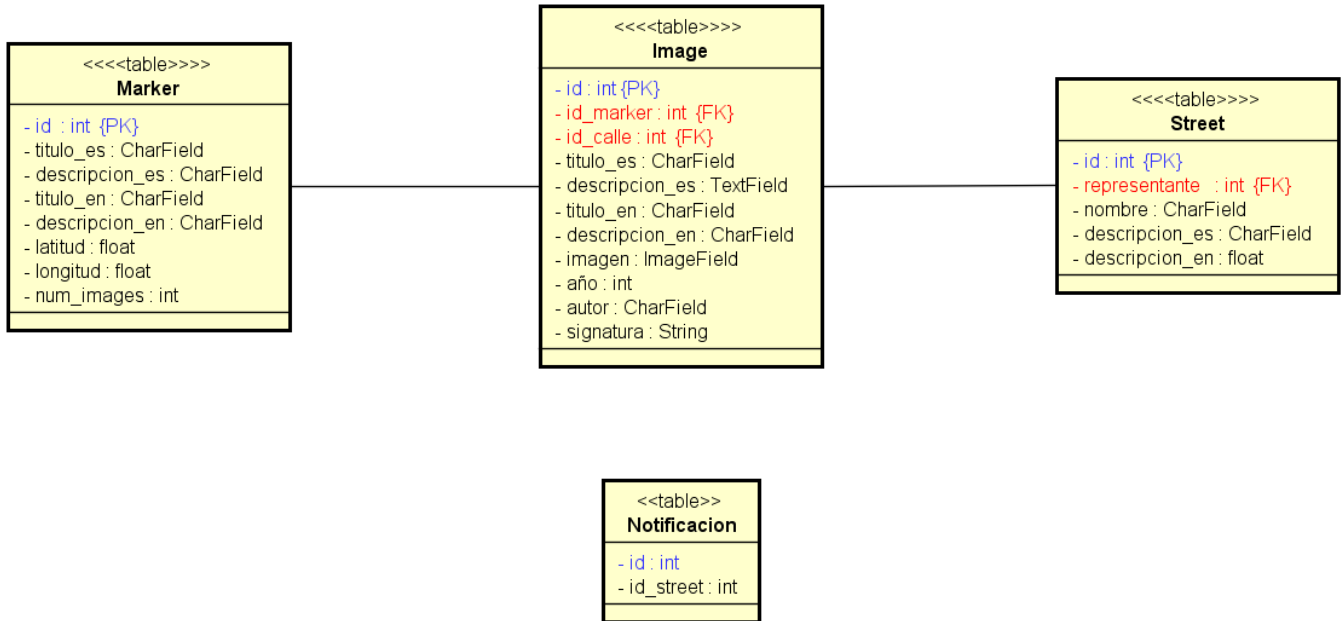 <<<<table>>>>
Marker
- id : int {PK}
- titulo_es : CharField
- descripcion_es : CharField
- titulo_en : CharField
- descripcion_en : CharField
- latitud : float
- longitud : float
- num_images : int
<<<<table>>>>
Image
- id : int {PK}
- id_marker : int {FK}
- id_calle : int {FK}
- titulo_es : CharField
- descripcion_es : TextField
- titulo_en : CharField
- descripcion_en : CharField
- imagen : ImageField
- año : int
- autor : CharField
- signatura : String
<<<<table>>>>
Street
- id : int {PK}
- representante : int {FK}
- nombre : CharField
- descripcion_es : CharField
- descripcion_en : float
<<table>>
Notificacion
- id : int
- id_street : int